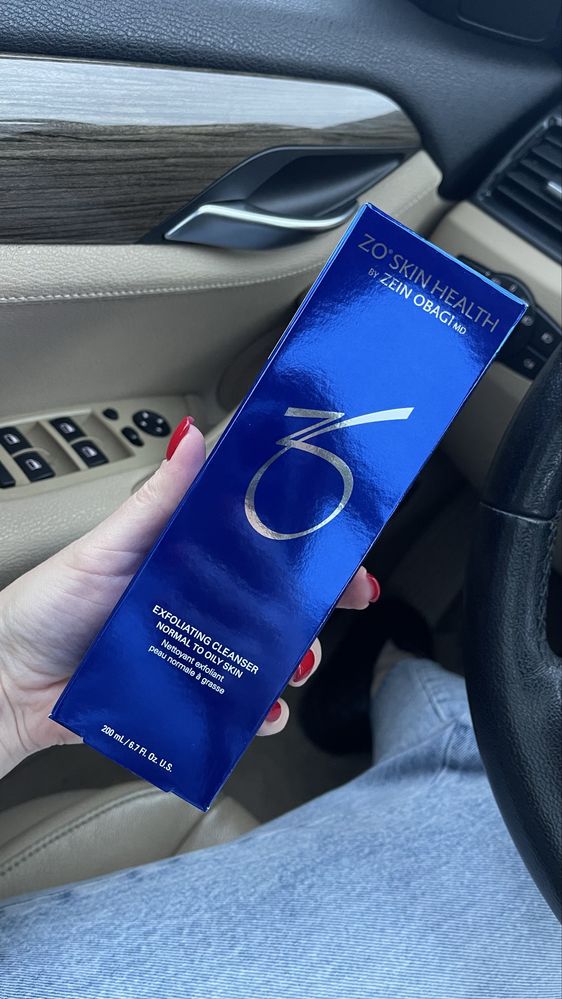 ZO® SKIN HEALTH
BY ZEIN OBAGI MD
EXFOLIATING CLEANSER
NORMAL TO OILY SKIN
Nettoyant exfoliant
peau normale à grasse
200 mL / 6.7 Fl. Oz. U.S.